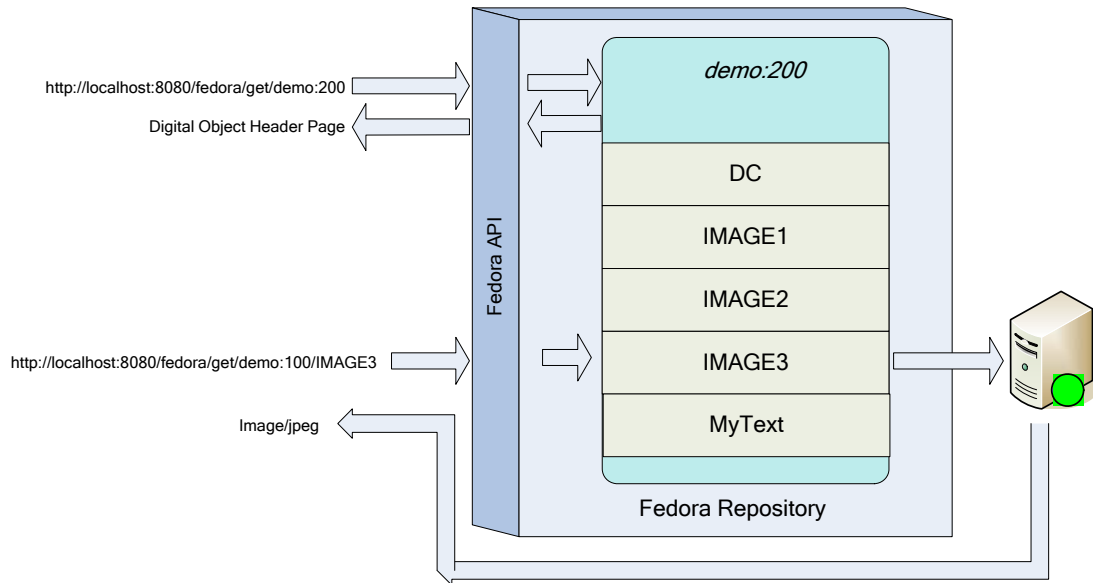 http://localhost:8080/fedora/get/demo:200
Digital Object Header Page
demo:200
DC
IMAGE1
IMAGE2
IMAGE3
MyText
Fedora API
http://localhost:8080/fedora/get/demo:100/IMAGE3
Image/jpeg
Fedora Repository